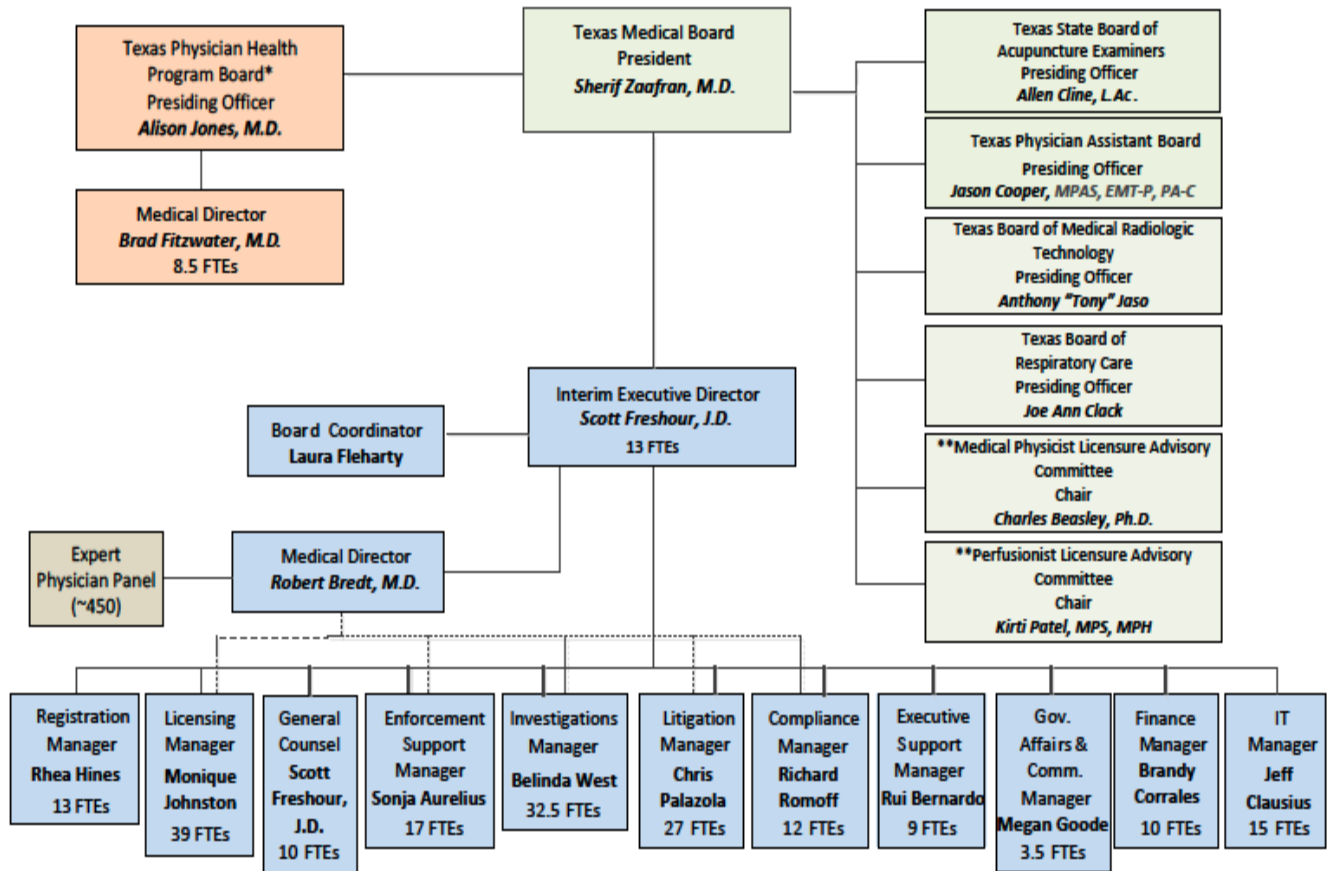 Texas Physician Health
Program Board*
Presiding Officer
Alison Jones, M.D.
Medical Director
Brad Fitzwater, M.D.
8.5 FTEs
Texas Medical Board
President
Sherif Zaafran, M.D.
Texas State Board of
Acupuncture Examiners
Presiding Officer
Allen Cline, L.Ac.
Texas Physician Assistant Board
Presiding Officer
Jason Cooper, MPAS, EMT-P, PA-C
Texas Board of Medical Radiologic
Technology
Presiding Officer
Anthony "Tony" Jaso
Texas Board of
Respiratory Care
Presiding Officer
Joe Ann Clack
**Medical Physicist Licensure Advisory
Committee
Chair
Charles Beasley, Ph.D.
**Perfusionist Licensure Advisory
Committee
Chair
Kirti Patel, MPS, MPH
Interim Executive Director
Scott Freshour, J.D.
13 FTEs
Board Coordinator
Laura Fleharty
Expert
Physician Panel
(~450)
Medical Director
Robert Bredt, M.D.
Registration
Manager
Rhea Hines
13 FTEs
Licensing
Manager
Monique
Johnston
39 FTEs
General
Counsel
Scott
Freshour,
J.D.
10 FTEs
Enforcement
Support
Manager
Sonja Aurelius
17 FTEs
Investigations
Manager
Belinda West
32.5 FTEs
Litigation
Manager
Chris
Palazola
27 FTEs
Compliance
Manager
Richard
Romoff
12 FTEs
Executive
Support
Manager
Rui Bernardo
9 FTEs
Gov.
Affairs &
Comm.
Manager
Megan Goode
3.5 FTEs
Finance
Manager
Brandy
Corrales
10 FTEs
IT
Manager
Jeff
Clausius
15 FTEs